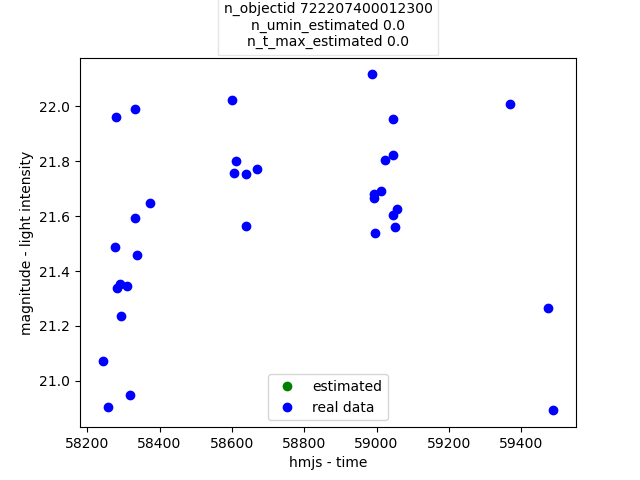 n_objectid 722207400012300
n_umin_estimated 0.0
n_t_max_estimated 0.0
magnitude - light intensity
22.0
21.8
21.6
21.4
21.2
21.0
estimated
real data
58200 58400 58600 58800 59000 59200 59400
hmjs - time